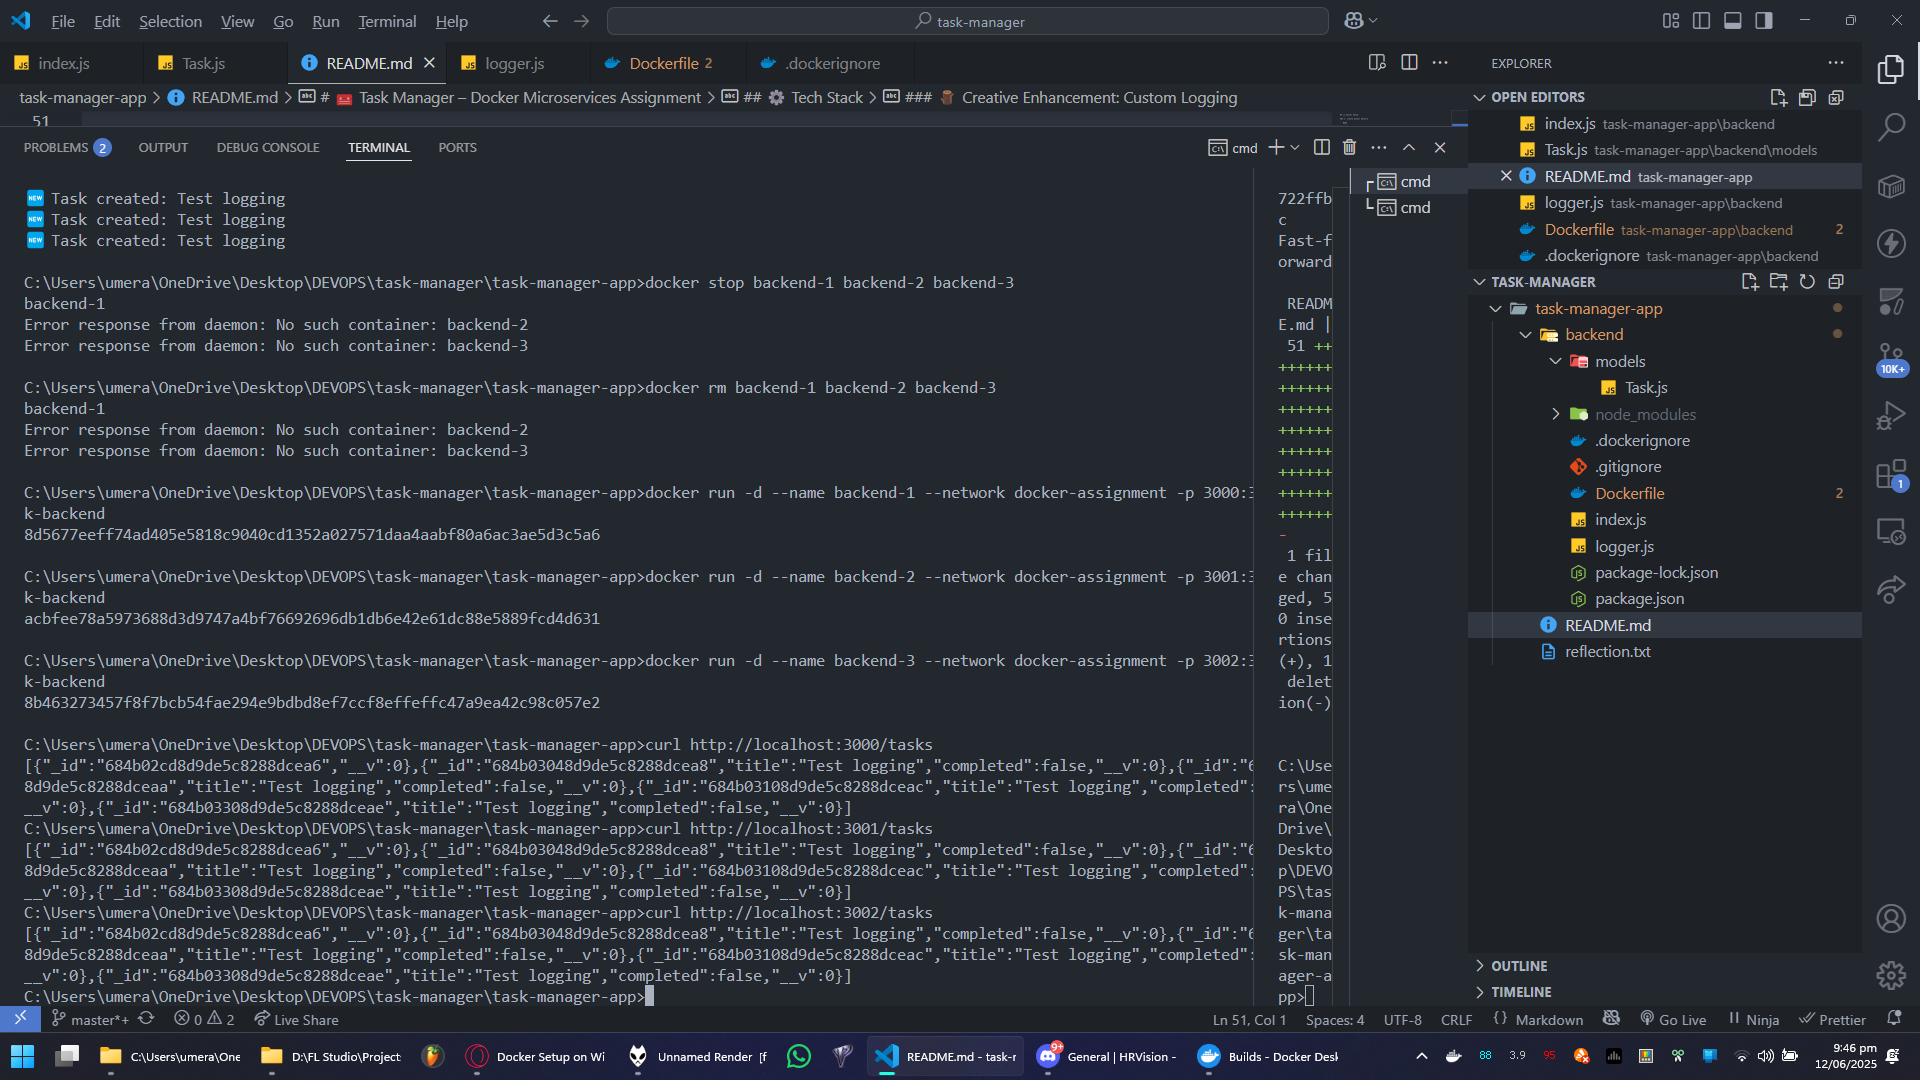 File Edit Selection View Go Run Terminal Help
task-manager
index.js
Task.js
README.md
logger.js
Dockerfile 2
.dockerignore
task-manager-app > README.md > # Task Manager – Docker Microservices Assignment > ## Tech Stack > ### Creative Enhancement: Custom Logging
51
PROBLEMS 2 OUTPUT DEBUG CONSOLE TERMINAL PORTS
cmd
Task created: Test logging
Task created: Test logging
Task created: Test logging
C:\Users\umera\OneDrive\Desktop\DEVOPS\task-manager\task-manager-app>docker stop backend-1 backend-2 backend-3
backend-1
Error response from daemon: No such container: backend-2
Error response from daemon: No such container: backend-3
C:\Users\umera\OneDrive\Desktop\DEVOPS\task-manager\task-manager-app>docker rm backend-1 backend-2 backend-3
backend-1
Error response from daemon: No such container: backend-2
Error response from daemon: No such container: backend-3
C:\Users\umera\OneDrive\Desktop\DEVOPS\task-manager\task-manager-app>docker run -d --name backend-1 --network docker-assignment -p 3000:3
k-backend
8d5677eeff74ad405e5818c9040cd1352a027571daa4aabf80a6ac3ae5d3c5a6
C:\Users\umera\OneDrive\Desktop\DEVOPS\task-manager\task-manager-app>docker run -d --name backend-2 --network docker-assignment -p 3001:3
k-backend
acbfee78a5973688d3d9747a4bf76692696db1db6e42e61dc88e5889fcd4d631
C:\Users\umera\OneDrive\Desktop\DEVOPS\task-manager\task-manager-app>docker run -d --name backend-3 --network docker-assignment -p 3002:3
k-backend
8b463273457f8f7bcb54fae294e9bdbd8ef7ccf8effeffc47a9ea42c98c057e2
C:\Users\umera\OneDrive\Desktop\DEVOPS\task-manager\task-manager-app>curl http://localhost:3000/tasks
[{"_id":"684b02cd8d9de5c8288dcea6","__v":0},{"_id":"684b03048d9de5c8288dcea8","title":"Test logging","completed":false,"__v":0},{"_id":"6
8d9de5c8288dceaa","title":"Test logging","completed":false,"__v":0},{"_id":"684b03108d9de5c8288dceac","title":"Test logging","completed":
__v":0},{"_id":"684b03308d9de5c8288dceae","title":"Test logging","completed":false,"__v":0}]
C:\Users\umera\OneDrive\Desktop\DEVOPS\task-manager\task-manager-app>curl http://localhost:3001/tasks
[{"_id":"684b02cd8d9de5c8288dcea6","__v":0},{"_id":"684b03048d9de5c8288dcea8","title":"Test logging","completed":false,"__v":0},{"_id":"6
8d9de5c8288dceaa","title":"Test logging","completed":false,"__v":0},{"_id":"684b03108d9de5c8288dceac","title":"Test logging","completed":
__v":0},{"_id":"684b03308d9de5c8288dceae","title":"Test logging","completed":false,"__v":0}]
C:\Users\umera\OneDrive\Desktop\DEVOPS\task-manager\task-manager-app>curl http://localhost:3002/tasks
[{"_id":"684b02cd8d9de5c8288dcea6","__v":0},{"_id":"684b03048d9de5c8288dcea8","title":"Test logging","completed":false,"__v":0},{"_id":"6
8d9de5c8288dceaa","title":"Test logging","completed":false,"__v":0},{"_id":"684b03108d9de5c8288dceac","title":"Test logging","completed":
__v":0},{"_id":"684b03308d9de5c8288dceae","title":"Test logging","completed":false,"__v":0}]
C:\Users\umera\OneDrive\Desktop\DEVOPS\task-manager\task-manager-app>
722ffb
c
Fast-f
orward
READM
E.md |
51 ++
++++++
++++++
++++++
++++++
++++++
++++++
++++++
++++++
-
1 fil
e chan
ged, 5
0 inse
rtions
(+), 1
delet
ion(-)
C:\Use
rs\ume
ra\One
Drive\
Deskto
p\DEVO
PS\tas
k-mana
ger\ta
sk-man
ager-a
pp>
cmd
cmd
EXPLORER
OPEN EDITORS
index.js task-manager-app\backend
Task.js task-manager-app\backend\models
README.md task-manager-app
logger.js task-manager-app\backend
Dockerfile task-manager-app\backend 2
.dockerignore task-manager-app\backend
TASK-MANAGER
task-manager-app
backend
models
Task.js
node_modules
.dockerignore
.gitignore
Dockerfile 2
index.js
logger.js
package-lock.json
package.json
README.md
reflection.txt
OUTLINE
TIMELINE
10K+
1
master*+ 0 2 Live Share
Ln 51, Col 1 Spaces: 4 UTF-8 CRLF {} Markdown Go Live Ninja Prettier
C:\Users\umera\One
D:\FL Studio\Project
Docker Setup on Wi
Unnamed Render [f
README.md - task-r
9+
General | HRVision -
Builds - Docker Desk
88 3.9 95
9:46 pm
12/06/2025